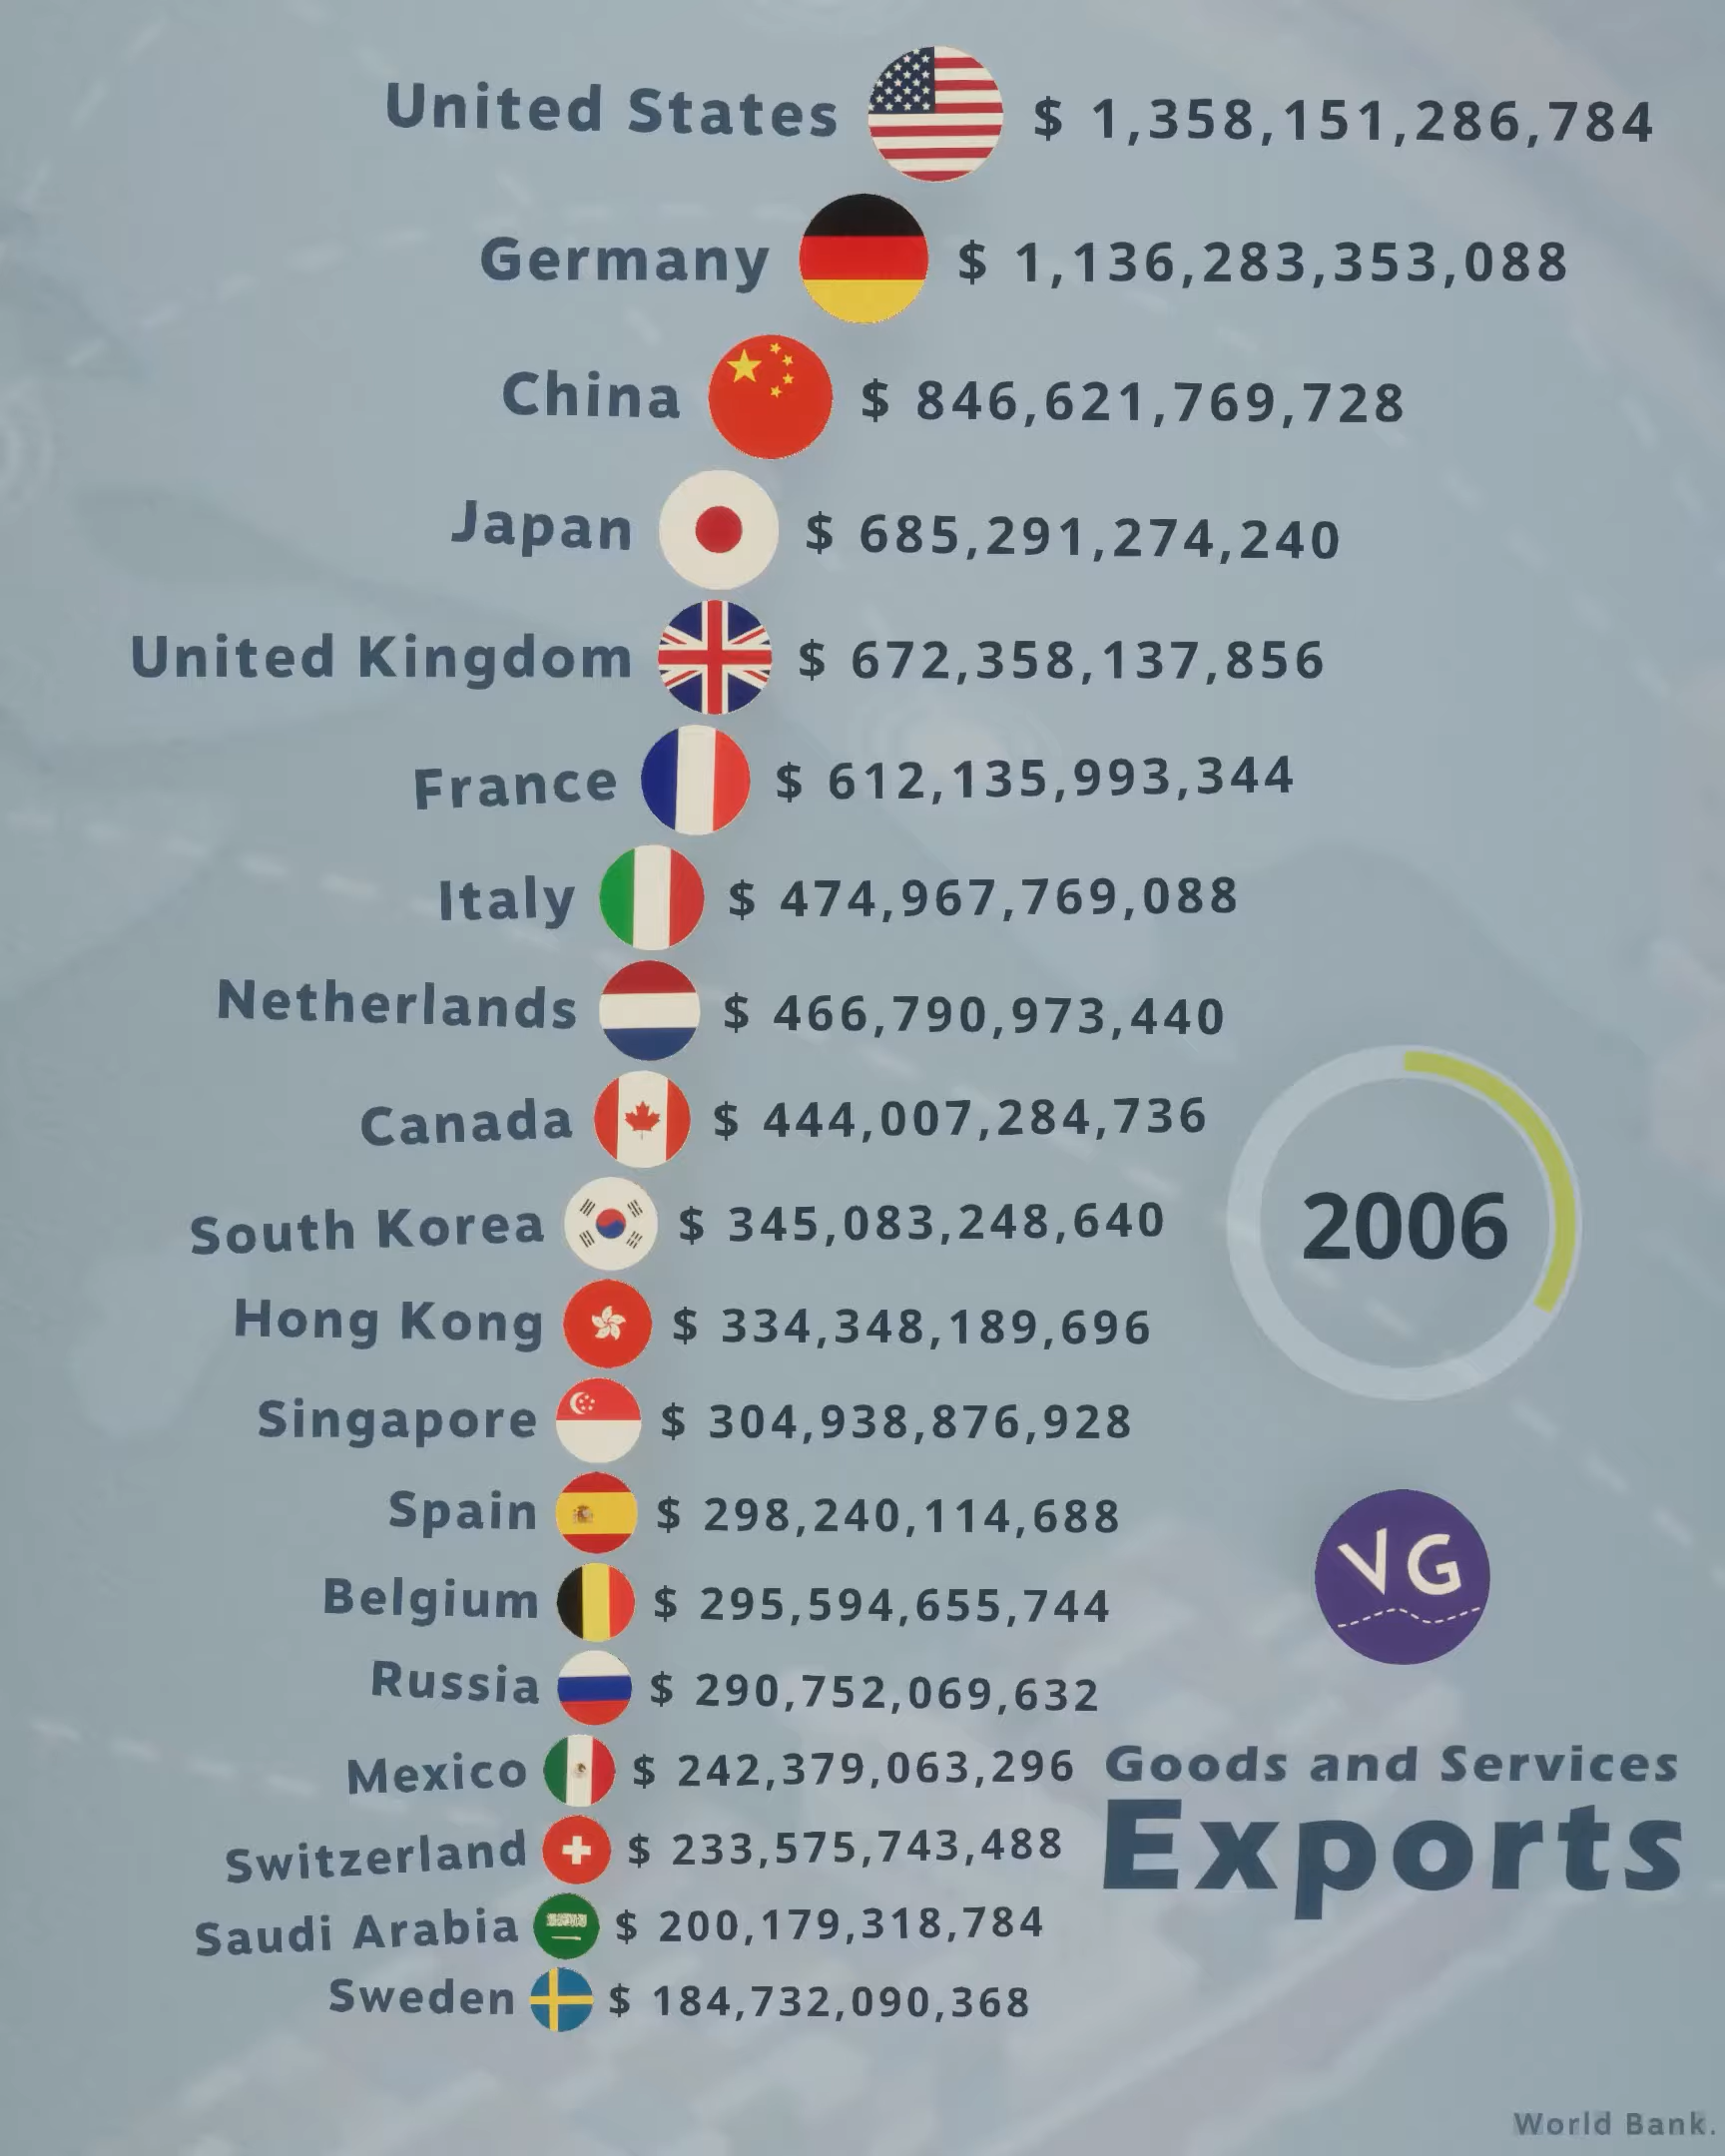 United States $ 1,358,151,286,784
Germany $ 1,136,283,353,088
China $ 846,621,769,728
Japan $ 685,291,274,240
United Kingdom $ 672,358,137,856
France $ 612,135,993,344
Italy $ 474,967,769,088
Netherlands $ 466,790,973,440
Canada $ 444,007,284,736
South Korea $ 345,083,248,640
2006
Hong Kong $ 334,348,189,696
Singapore $ 304,938,876,928
Spain $ 298,240,114,688
VG
Belgium $ 295,594,655,744
Russia $ 290,752,069,632
Mexico $ 242,379,063,296
Goods and Services
Exports
Switzerland $ 233,575,743,488
Saudi Arabia $ 200,179,318,784
Sweden $ 184,732,090,368
World Bank.